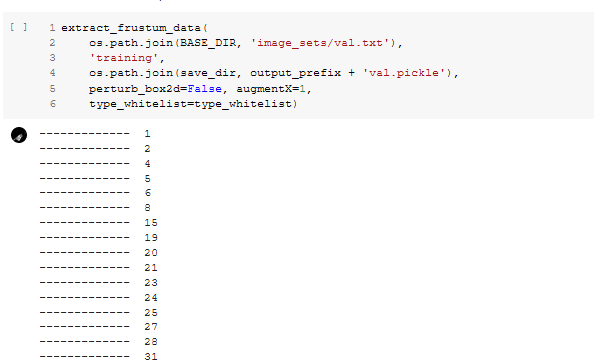 [ ] 1 extract_frustum_data(
2 os.path.join(BASE_DIR, 'image_sets/val.txt'),
3 'training',
4 os.path.join(save_dir, output_prefix + 'val.pickle'),
5 perturb_box2d=False, augmentX=1,
6 type_whitelist=type_whitelist)
------------- 1
------------- 2
------------- 4
------------- 5
------------- 6
------------- 8
------------- 15
------------- 19
------------- 20
------------- 21
------------- 23
------------- 24
------------- 25
------------- 27
------------- 28
------------- 31